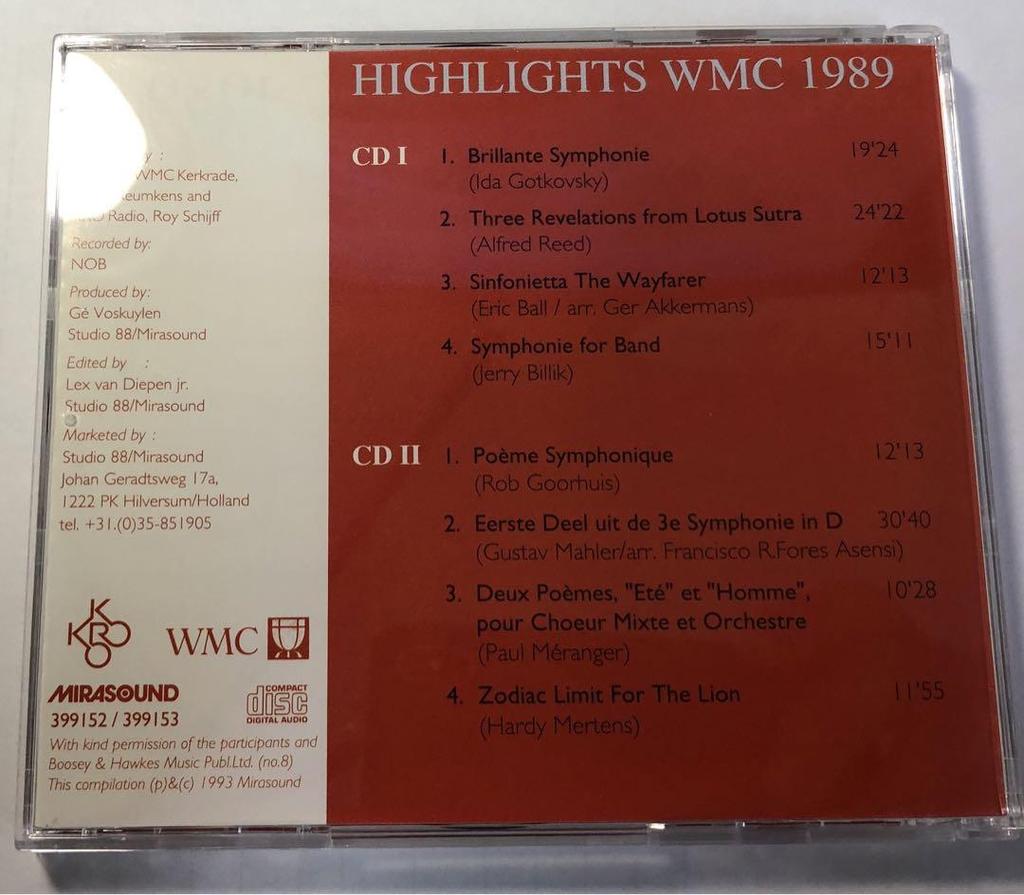 HIGHLIGHTS WMC 1989
CD I 1. Brillante Symphonie 19'24
(Ida Gotkovsky)
2. Three Revelations from Lotus Sutra 24'22
(Alfred Reed)
3. Sinfonietta The Wayfarer 12'13
(Eric Ball / arr. Ger Akkermans)
4. Symphonie for Band 15'11
(Jerry Billik)
CD II 1. Poème Symphonique 12'13
(Rob Goorhuis)
2. Eerste Deel uit de 3e Symphonie in D 30'40
(Gustav Mahler/arr. Francisco R.Fores Asensi)
3. Deux Poèmes, "Eté" et "Homme", 10'28
pour Choeur Mixte et Orchestre
(Paul Méranger)
4. Zodiac Limit For The Lion 11'55
(Hardy Mertens)
WMC Kerkrade,
and
Radio, Roy Schijff
Recorded by:
NOB
Produced by:
Gé Voskuylen
Studio 88/Mirasound
Edited by :
Lex van Diepen jr.
Studio 88/Mirasound
Marketed by :
Studio 88/Mirasound
Johan Geradtsweg 17a,
1222 PK Hilversum/Holland
tel. +31.(0)35-851905
KRO
WMC
MIRASOUND
399152 / 399153
COMPACT
disc
DIGITAL AUDIO
With kind permission of the participants and
Boosey & Hawkes Music Publ.Ltd. (no.8)
This compilation (p)&(c) 1993 Mirasound